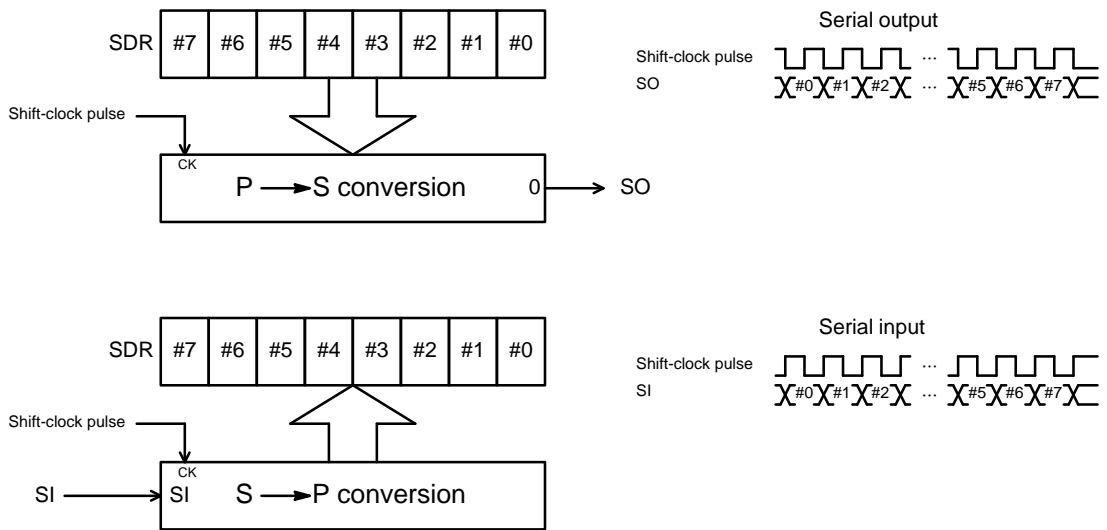 Serial output
SDR #7 #6 #5 #4 #3 #2 #1 #0
Shift-clock pulse ...
SO #0 #1 #2 ... #5 #6 #7
Shift-clock pulse
CK
P S conversion 0 SO
Serial input
SDR #7 #6 #5 #4 #3 #2 #1 #0
Shift-clock pulse ...
SI #0 #1 #2 ... #5 #6 #7
Shift-clock pulse
CK
SI SI S P conversion